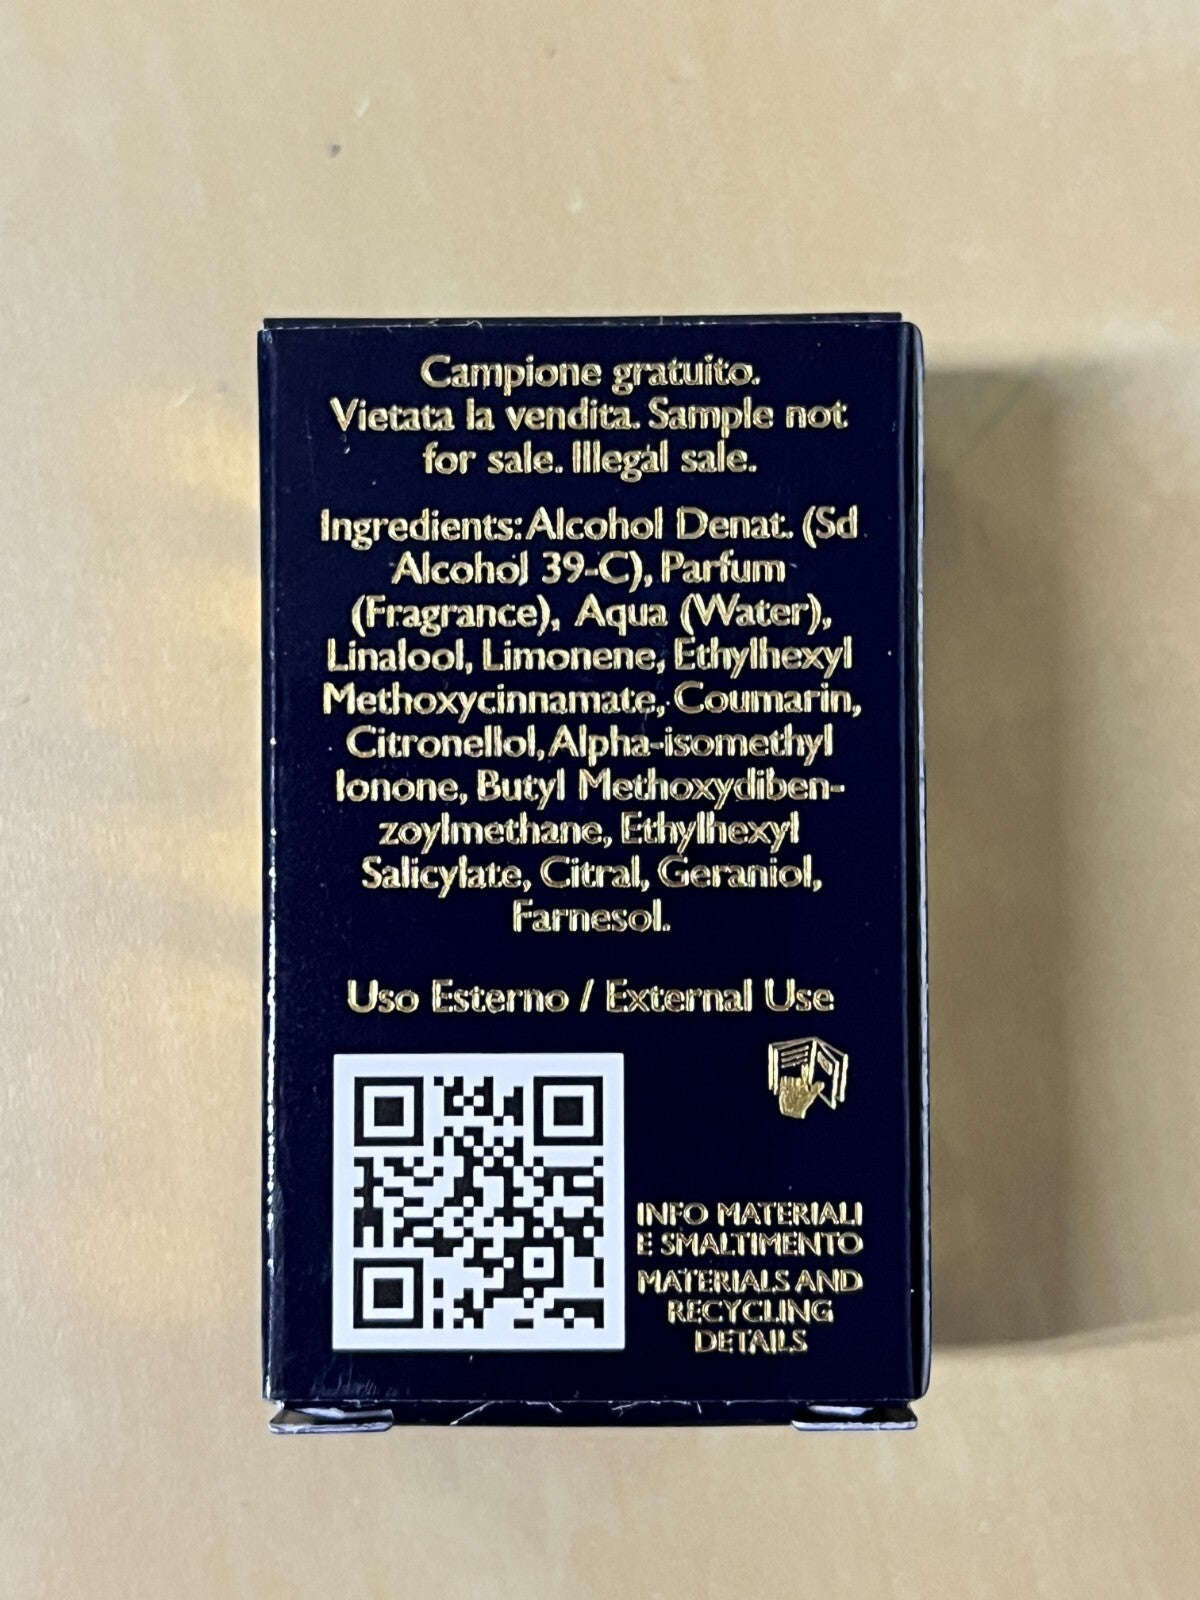 Campione gratuito.
Vietata la vendita. Sample not
for sale. Illegal sale.
Ingredients: Alcohol Denat. (Sd
Alcohol 39-C), Parfum
(Fragrance), Aqua (Water),
Linalool, Limonene, Ethylhexyl
Methoxycinnamate, Coumarin,
Citronellol, Alpha-isomethyl
Ionone, Butyl Methoxydiben-
zoylmethane, Ethylhexyl
Salicylate, Citral, Geraniol,
Farnesol.
Uso Esterno / External Use
INFO MATERIALI
E SMALTIMENTO
MATERIALS AND
RECYCLING
DETAILS